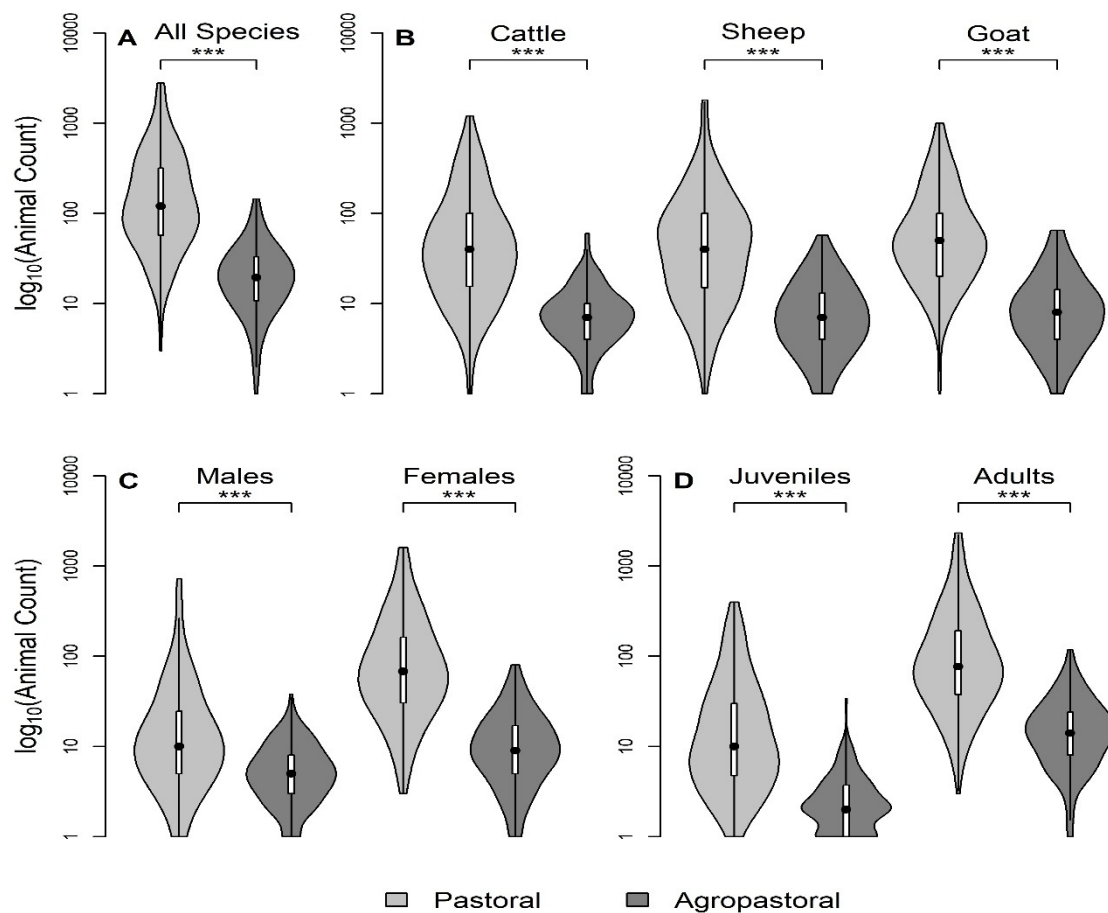 A All Species
***
B Cattle Sheep Goat
*** *** ***
log10(Animal Count)
10000
1000
100
10
1
10000
1000
100
10
1
C Males Females
*** ***
D Juveniles Adults
*** ***
log10(Animal Count)
10000
1000
100
10
1
10000
1000
100
10
1
Pastoral Agropastoral